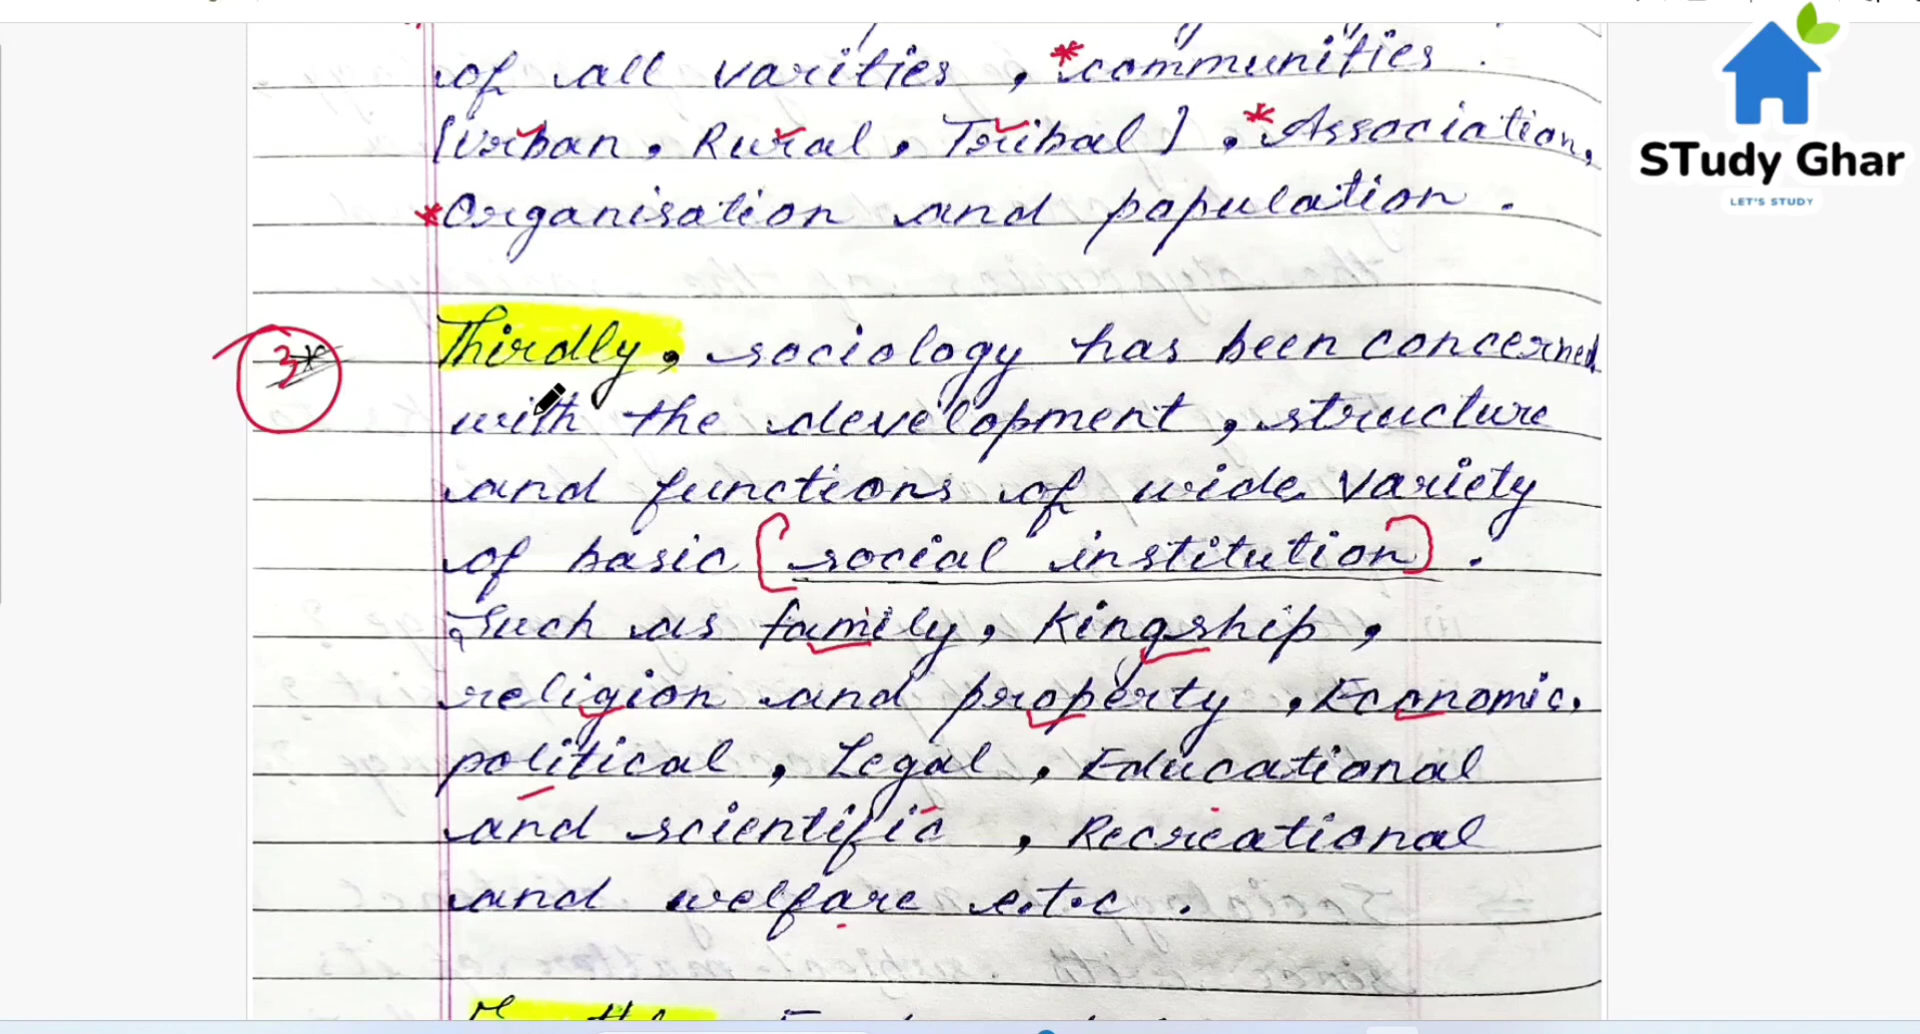 of all varities, *communities.
[Urban, Rural, Tribal], *Association,
*Organisation and population.
3*
Thirdly, sociology has been concerned
with the development, structure
and functions of wide variety
of basic [social institution].
Such as family, Kingship,
religion and property, Economic,
political, Legal, Educational
and scientific, Recreational
and welfare e.t.c.
STudy Ghar
LET'S STUDY